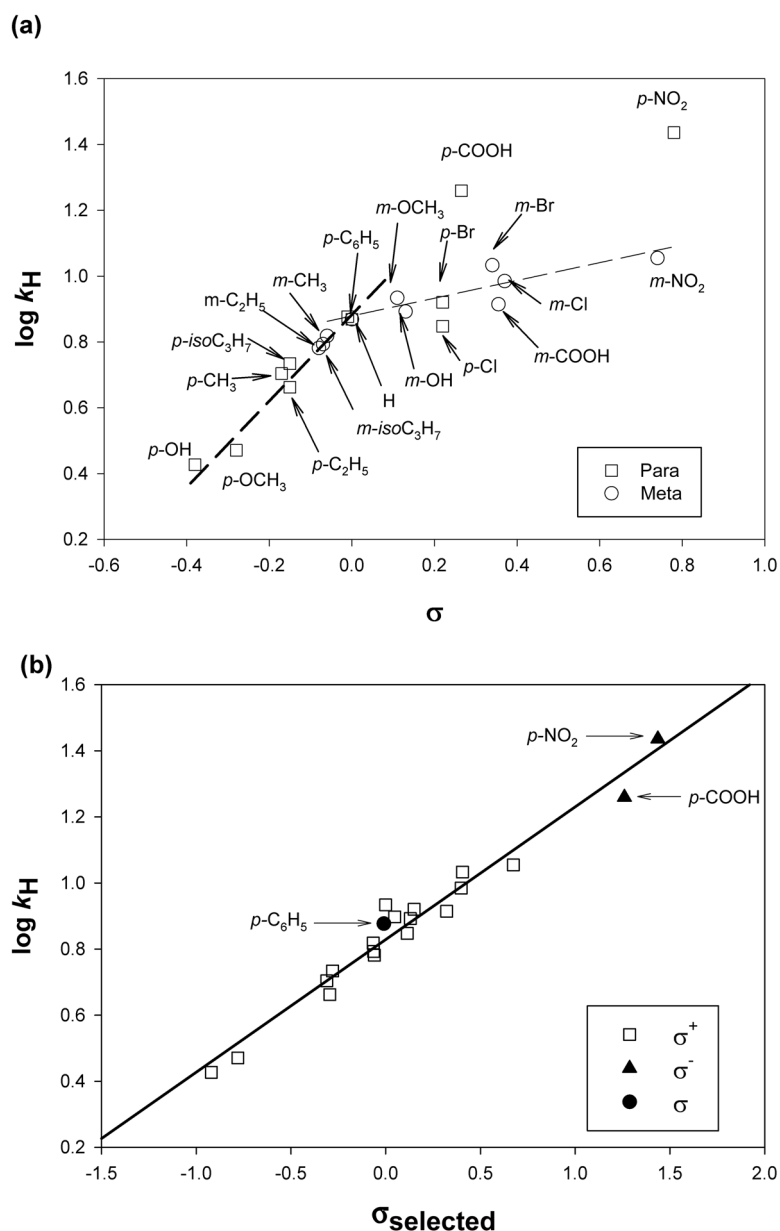 (a)
1.6
1.4
1.2
1.0
0.8
0.6
0.4
0.2
log kH
p-NO2
p-COOH
m-OCH3
m-Br
p-C6H5
p-Br
m-CH3
m-C2H5
p-isoC3H7
p-CH3
p-OH
p-OCH3
p-C2H5
m-isoC3H7
H
m-OH
p-Cl
m-COOH
m-Cl
m-NO2
Para
Meta
-0.6 -0.4 -0.2 0.0 0.2 0.4 0.6 0.8 1.0
σ
(b)
1.6
1.4
1.2
1.0
0.8
0.6
0.4
0.2
log kH
p-NO2
p-COOH
p-C6H5
σ+
σ-
σ
-1.5 -1.0 -0.5 0.0 0.5 1.0 1.5 2.0
σselected